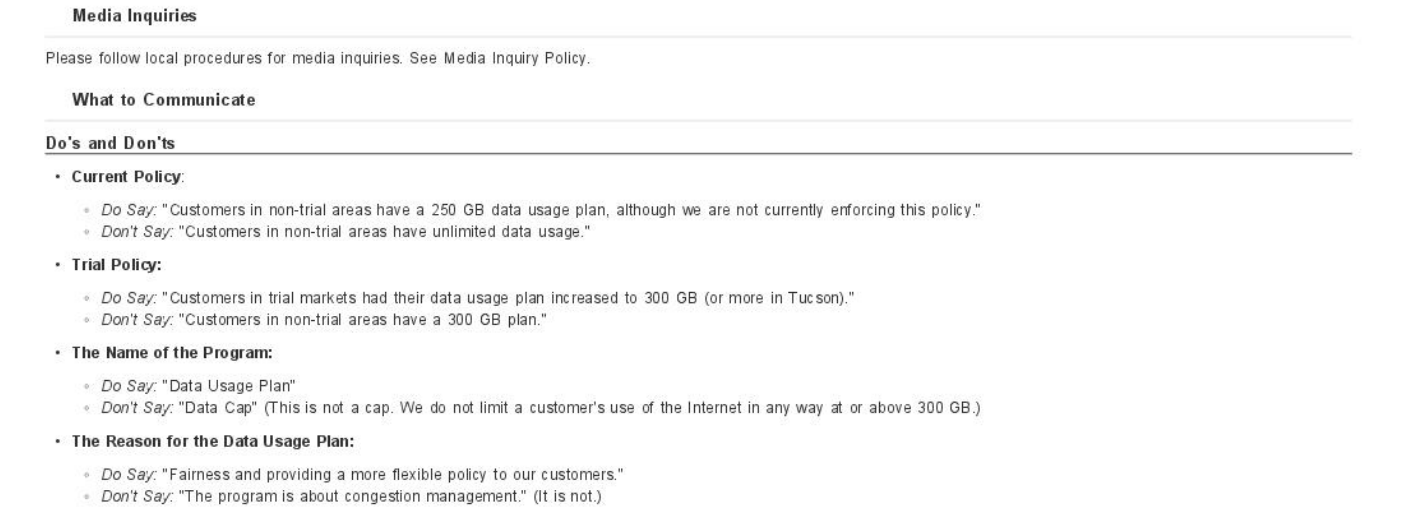 Media Inquiries
Please follow local procedures for media inquiries. See Media Inquiry Policy.
What to Communicate
Do's and Don'ts
• Current Policy:
◦ Do Say: "Customers in non-trial areas have a 250 GB data usage plan, although we are not currently enforcing this policy."
◦ Don't Say: "Customers in non-trial areas have unlimited data usage."
• Trial Policy:
◦ Do Say: "Customers in trial markets had their data usage plan increased to 300 GB (or more in Tucson)."
◦ Don't Say: "Customers in non-trial areas have a 300 GB plan."
• The Name of the Program:
◦ Do Say: "Data Usage Plan"
◦ Don't Say: "Data Cap" (This is not a cap. We do not limit a customer's use of the Internet in any way at or above 300 GB.)
• The Reason for the Data Usage Plan:
◦ Do Say: "Fairness and providing a more flexible policy to our customers."
◦ Don't Say: "The program is about congestion management." (It is not.)